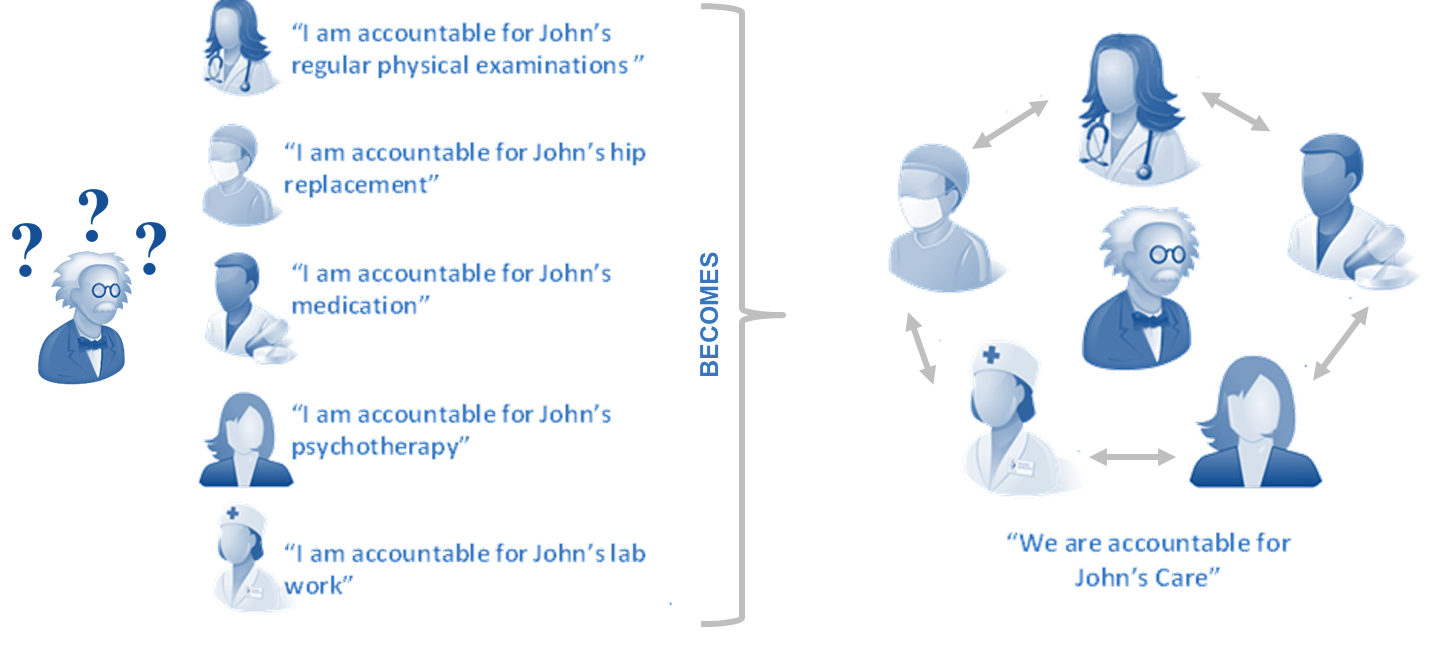 “I am accountable for John’s
regular physical examinations ”
“I am accountable for John’s hip
replacement”
? ? ?
“I am accountable for John’s
medication”
“I am accountable for John’s
psychotherapy”
“I am accountable for John’s lab
work”
BECOMES
“We are accountable for
John’s Care”